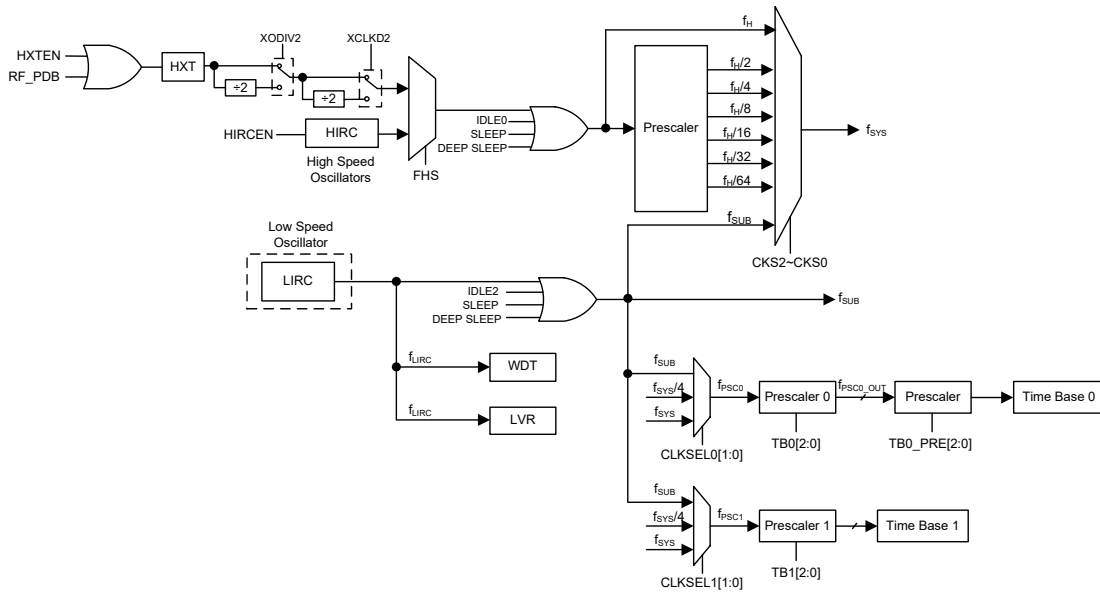 XODIV2
XCLKD2
HXTEN
RF_PDB
HXT
÷2
÷2
HIRCEN
HIRC
High Speed
Oscillators
FHS
IDLE0
SLEEP
DEEP SLEEP
Prescaler
fH
fH/2
fH/4
fH/8
fH/16
fH/32
fH/64
fSUB
CKS2~CKS0
fSYS
Low Speed
Oscillator
LIRC
IDLE2
SLEEP
DEEP SLEEP
fSUB
fLIRC
WDT
fLIRC
LVR
fSUB
fSYS/4
fSYS
CLKSEL0[1:0]
fPSC0
Prescaler 0
TB0[2:0]
fPSC0_OUT
Prescaler
TB0_PRE[2:0]
Time Base 0
fSUB
fSYS/4
fSYS
CLKSEL1[1:0]
fPSC1
Prescaler 1
TB1[2:0]
Time Base 1